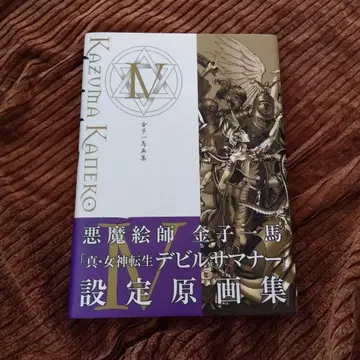 KAZUMA KANEKO
IV
金子一馬画集
悪魔絵師 金子一馬
「真・女神転生 デビルサマナー
IV
設定原画集